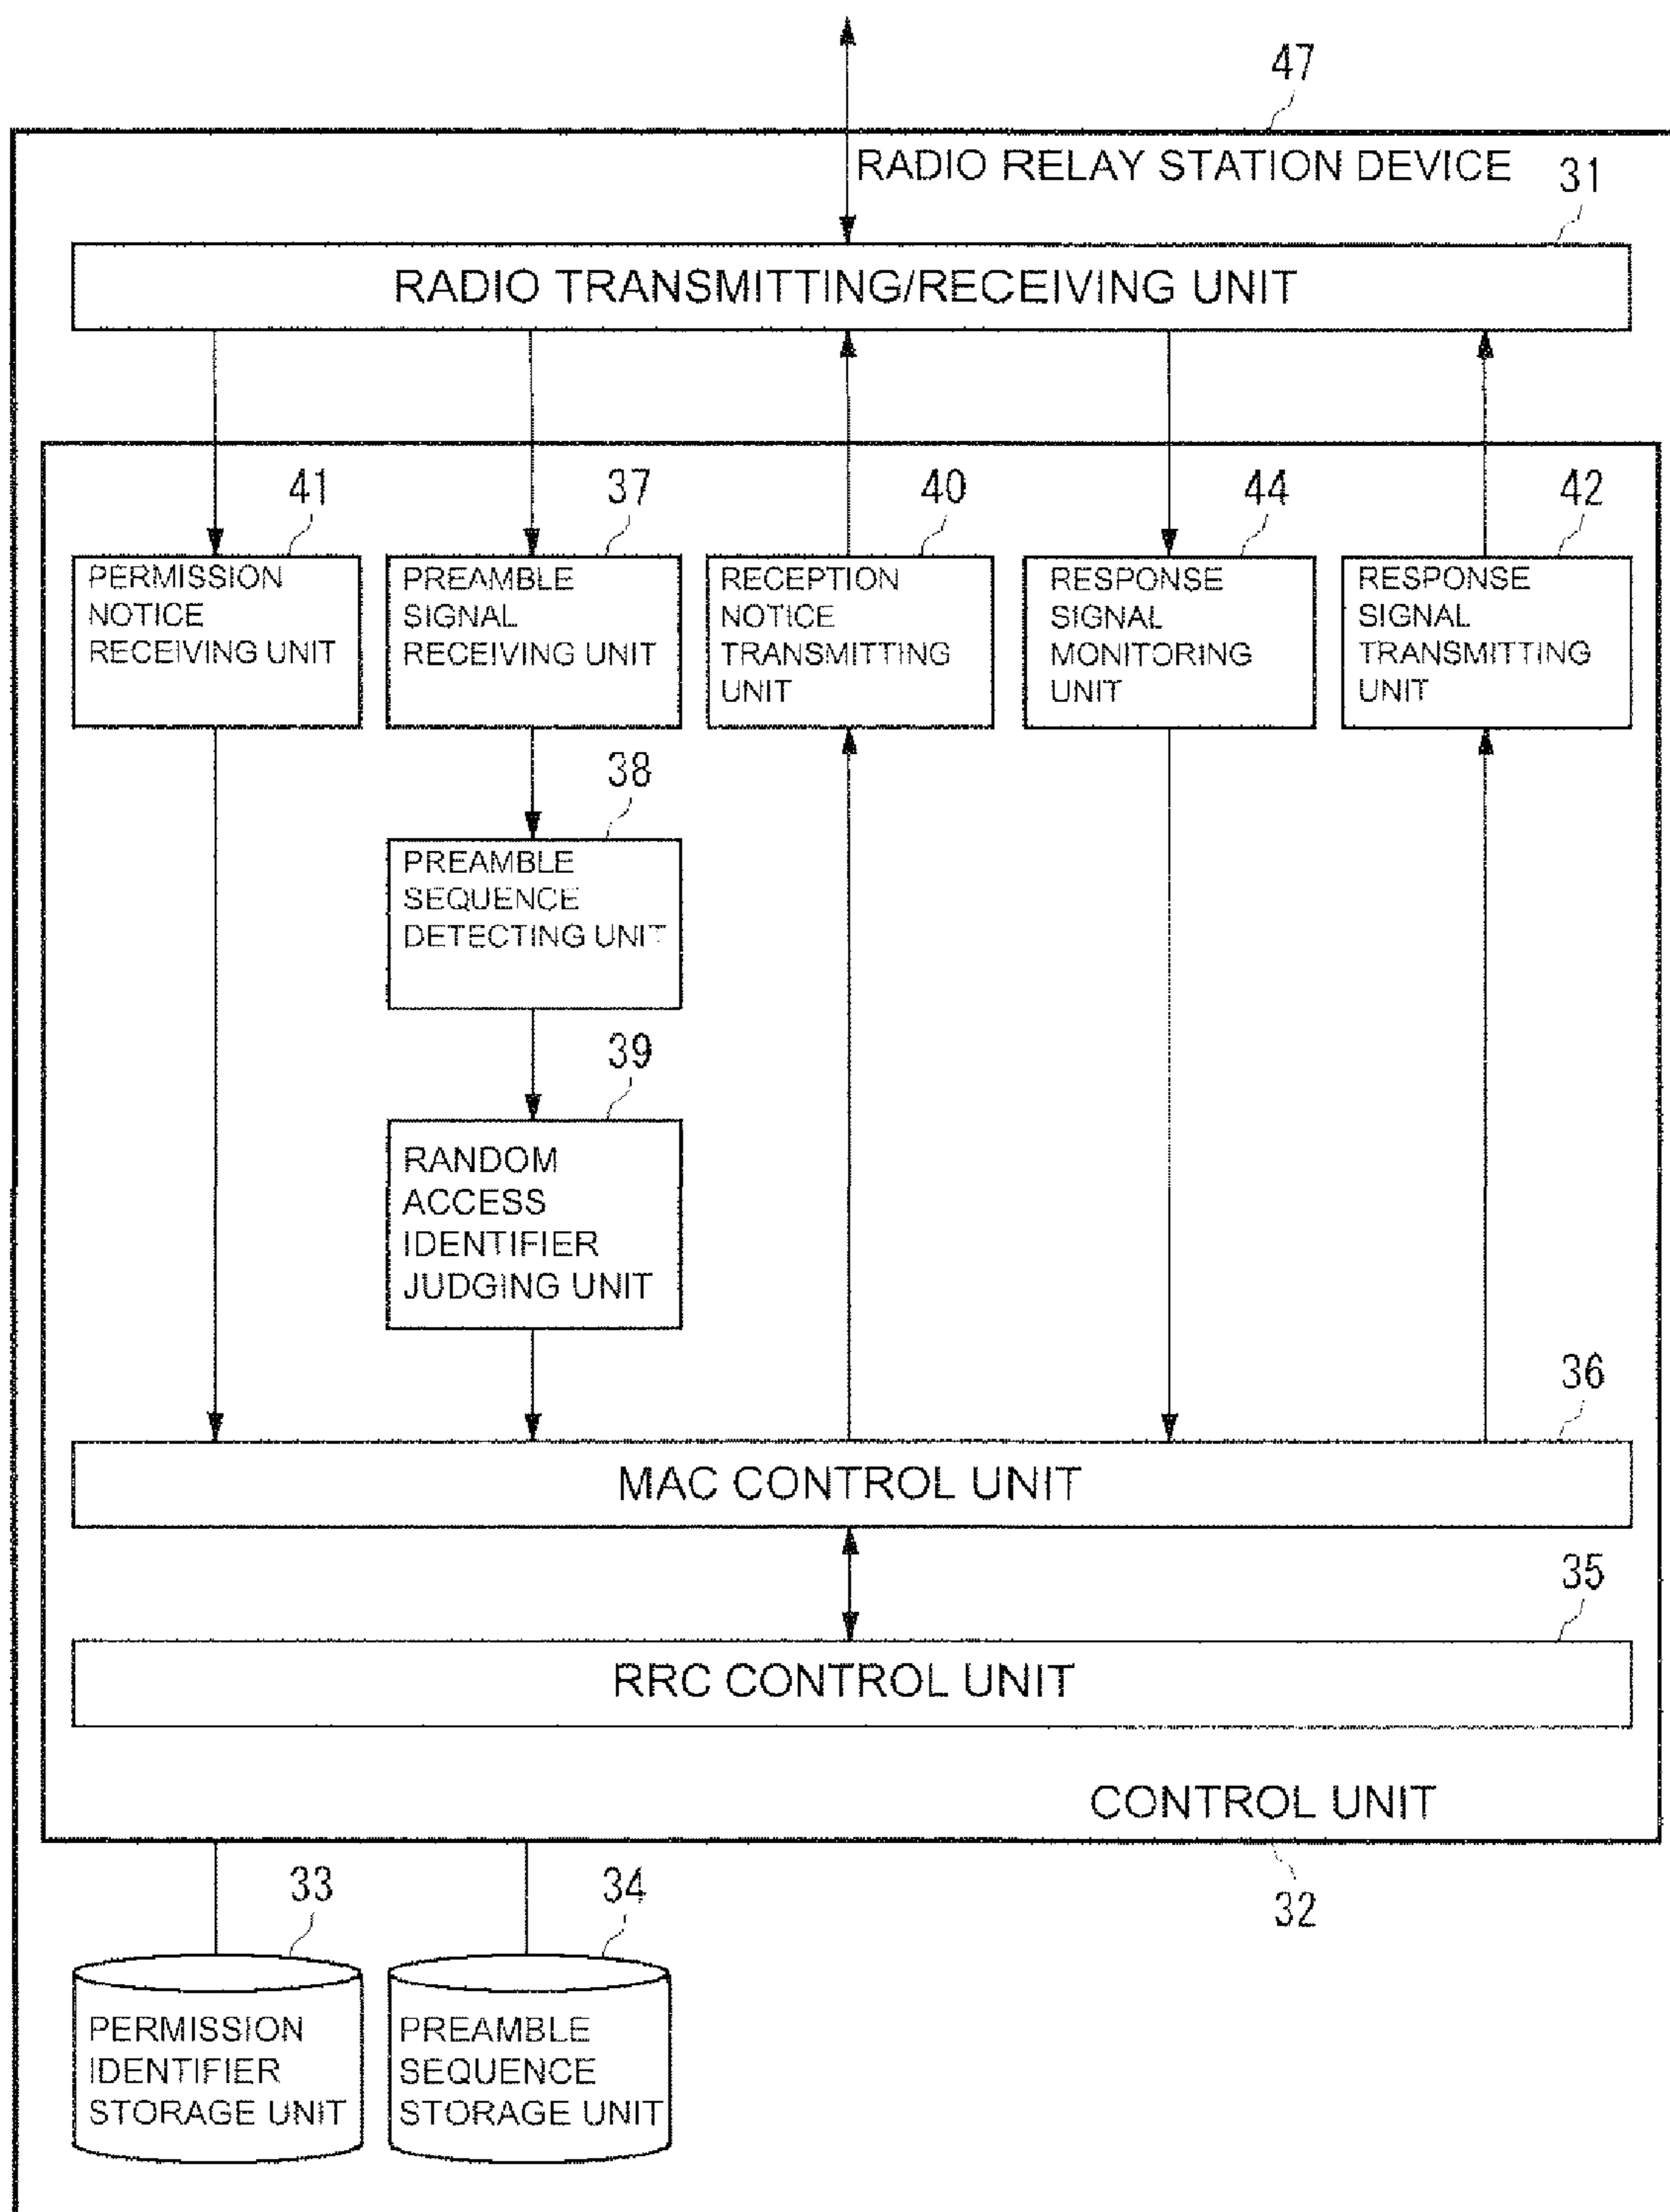 47
RADIO RELAY STATION DEVICE
31
RADIO TRANSMITTING/RECEIVING UNIT
41
PERMISSION
NOTICE
RECEIVING UNIT
37
PREAMBLE
SIGNAL
RECEIVING UNIT
40
RECEPTION
NOTICE
TRANSMITTING
UNIT
44
RESPONSE
SIGNAL
MONITORING
UNIT
42
RESPONSE
SIGNAL
TRANSMITTING
UNIT
38
PREAMBLE
SEQUENCE
DETECTING UNIT
39
RANDOM
ACCESS
IDENTIFIER
JUDGING UNIT
36
MAC CONTROL UNIT
35
RRC CONTROL UNIT
CONTROL UNIT
32
33
PERMISSION
IDENTIFIER
STORAGE UNIT
34
PREAMBLE
SEQUENCE
STORAGE UNIT